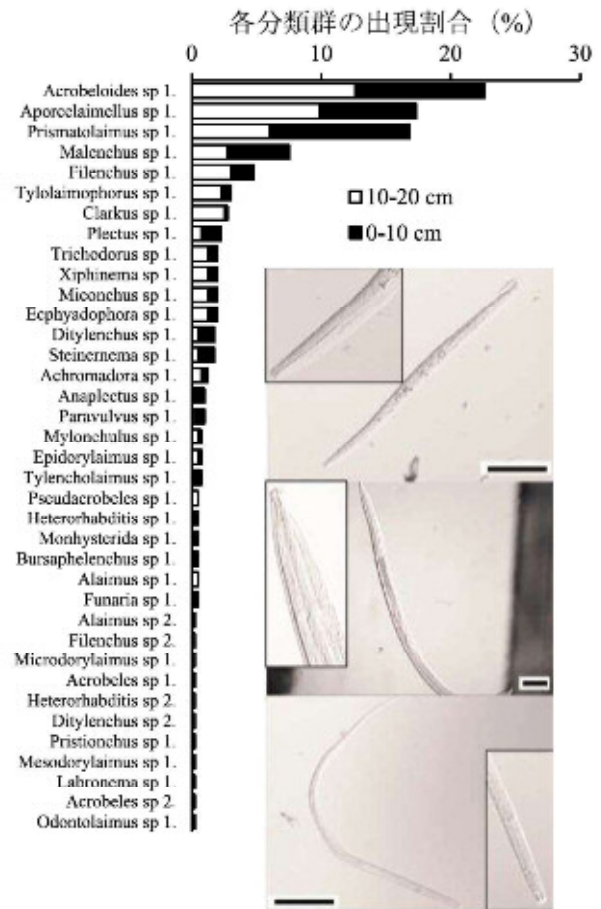 各分類群の出現割合 (%)
0 10 20 30
Acrobeloides sp 1.
Aporcelaimellus sp 1.
Prismatolaimus sp 1.
Malenchus sp 1.
Filenchus sp 1.
Tylolaimophorus sp 1.
Clarkus sp 1.
Plectus sp 1.
Trichodorus sp 1.
Xiphinema sp 1.
Miconchus sp 1.
Ecphyadophora sp 1.
Ditylenchus sp 1.
Steinernema sp 1.
Achromadora sp 1.
Anaplectus sp 1.
Paravulvus sp 1.
Mylonchulus sp 1.
Epidorylaimus sp 1.
Tylencholaimus sp 1.
Pseudacrobeles sp 1.
Heterorhabditis sp 1.
Monhysterida sp 1.
Bursaphelenchus sp 1.
Alaimus sp 1.
Funaria sp 1.
Alaimus sp 2.
Filenchus sp 2.
Microdorylaimus sp 1.
Acrobeles sp 1.
Heterorhabditis sp 2.
Ditylenchus sp 2.
Pristionchus sp 1.
Mesodorylaimus sp 1.
Labronema sp 1.
Acrobeles sp 2.
Odontolaimus sp 1.
10-20 cm
0-10 cm